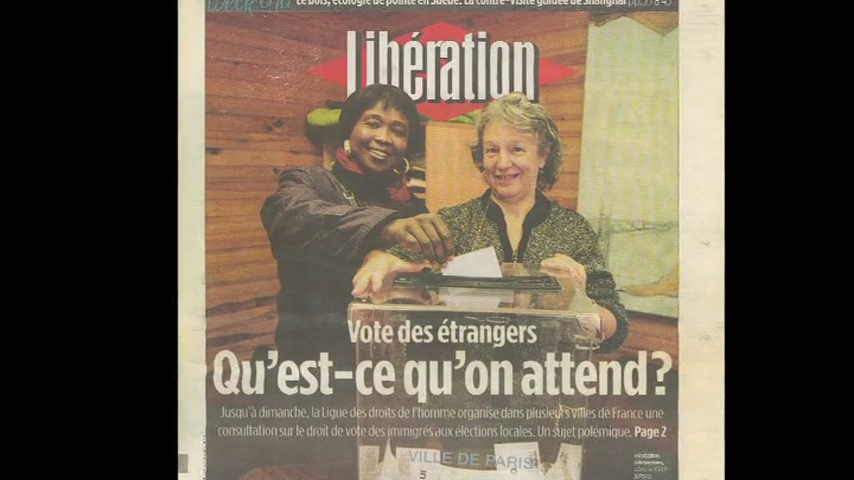 week-end
Le bois, écologie de pointe en Suède. La contre-visite guidée de Shanghai
Libération
Vote des étrangers
Qu'est-ce qu'on attend?
Jusqu'à dimanche, la Ligue des droits de l'homme organise dans plusieurs villes de France une
consultation sur le droit de vote des immigrés aux élections locales. Un sujet polémique. Page 2
VILLE DE PARIS